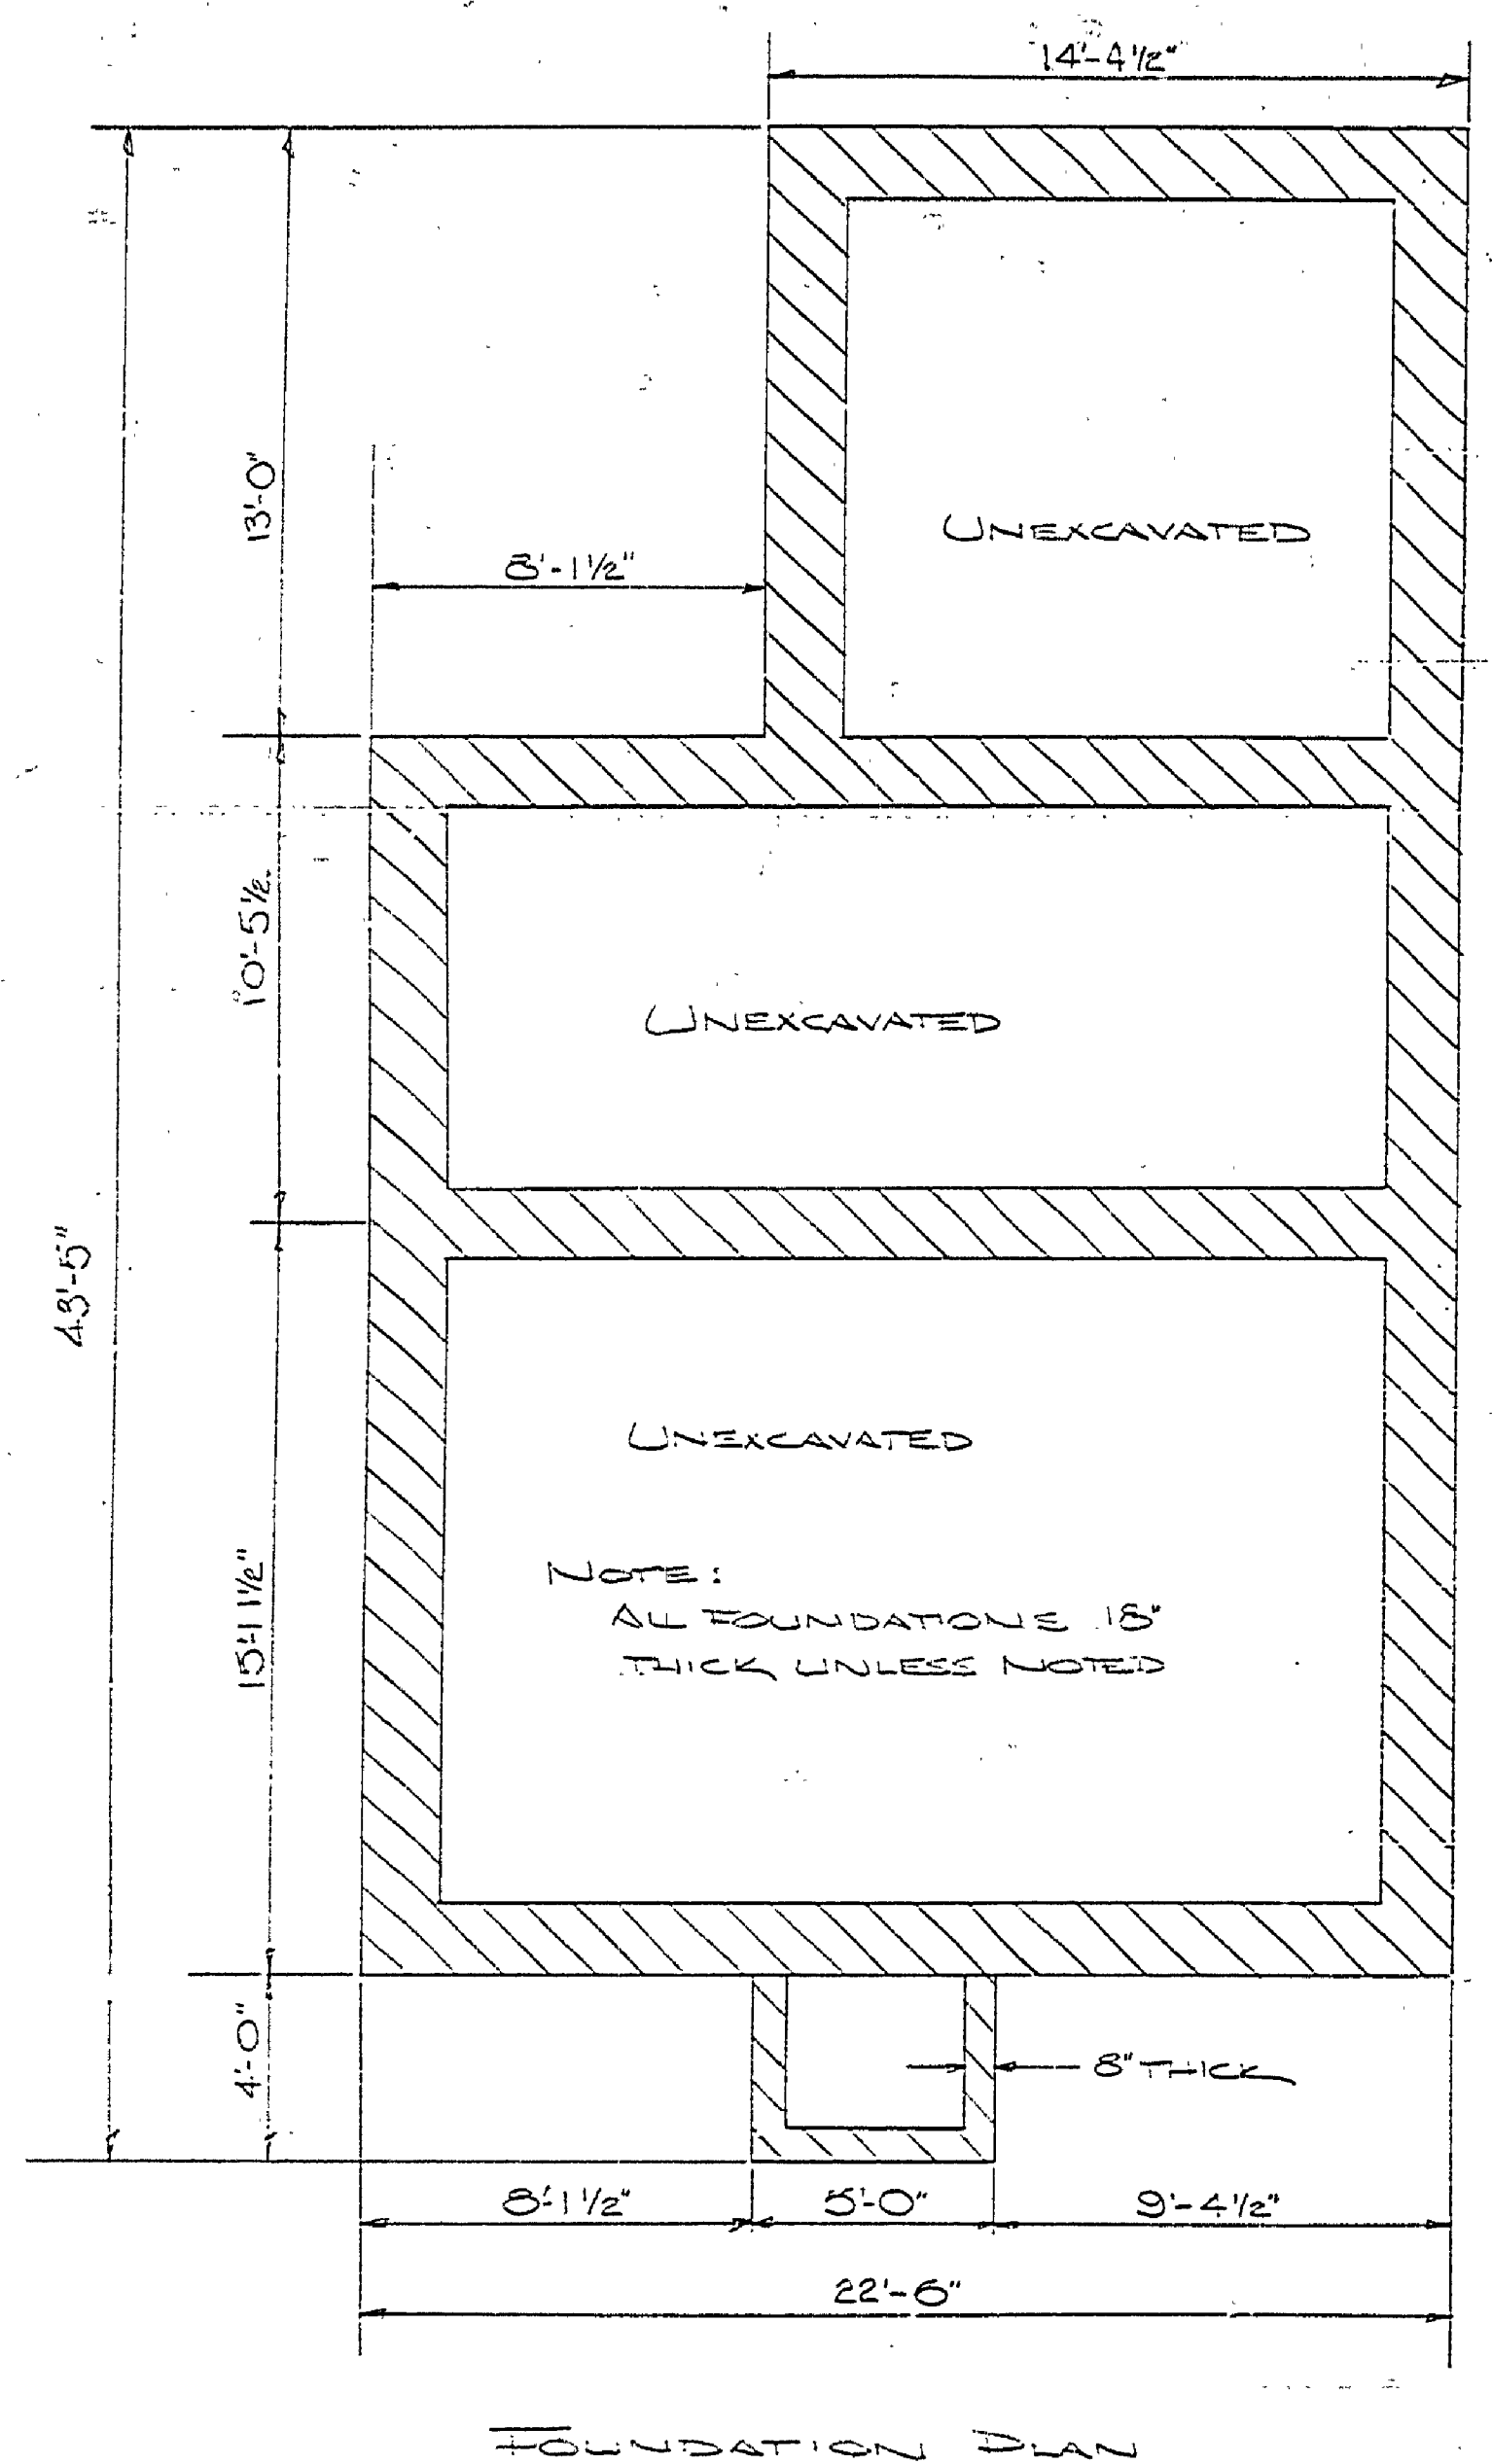 14'-4½"
13'-0"
8'-1½"
UNEXCAVATED
10'-5½"
UNEXCAVATED
43'-5"
UNEXCAVATED
15'-11½"
NOTE:
ALL FOUNDATIONS 18"
THICK UNLESS NOTED
4'-0"
8" THICK
8'-1½"
5'-0"
9'-4½"
22'-6"
FOUNDATION PLAN